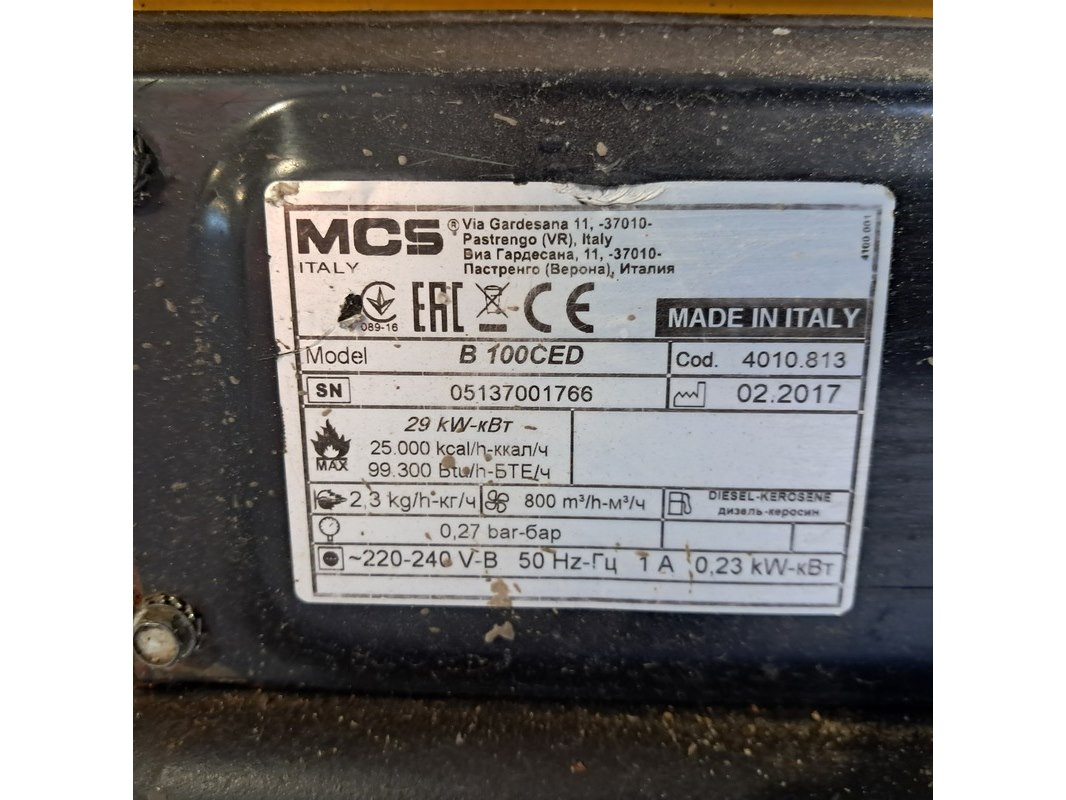 MCS®
ITALY
Via Gardesana 11, -37010-
Pastrengo (VR), Italy
Виа Гардесана, 11, -37010-
Пастренго (Верона), Италия
4100.001
089-16
EAC
CE
MADE IN ITALY
Model B 100CED Cod. 4010.813
SN 05137001766 02.2017
29 kW-кВт
25.000 kcal/h-ккал/ч
99.300 Btu/h-БТЕ/ч
MAX
2,3 kg/h-кг/ч 800 m³/h-м³/ч DIESEL-KEROSENE
дизель-керосин
0,27 bar-бар
~220-240 V-В 50 Hz-Гц 1 A 0,23 kW-кВт